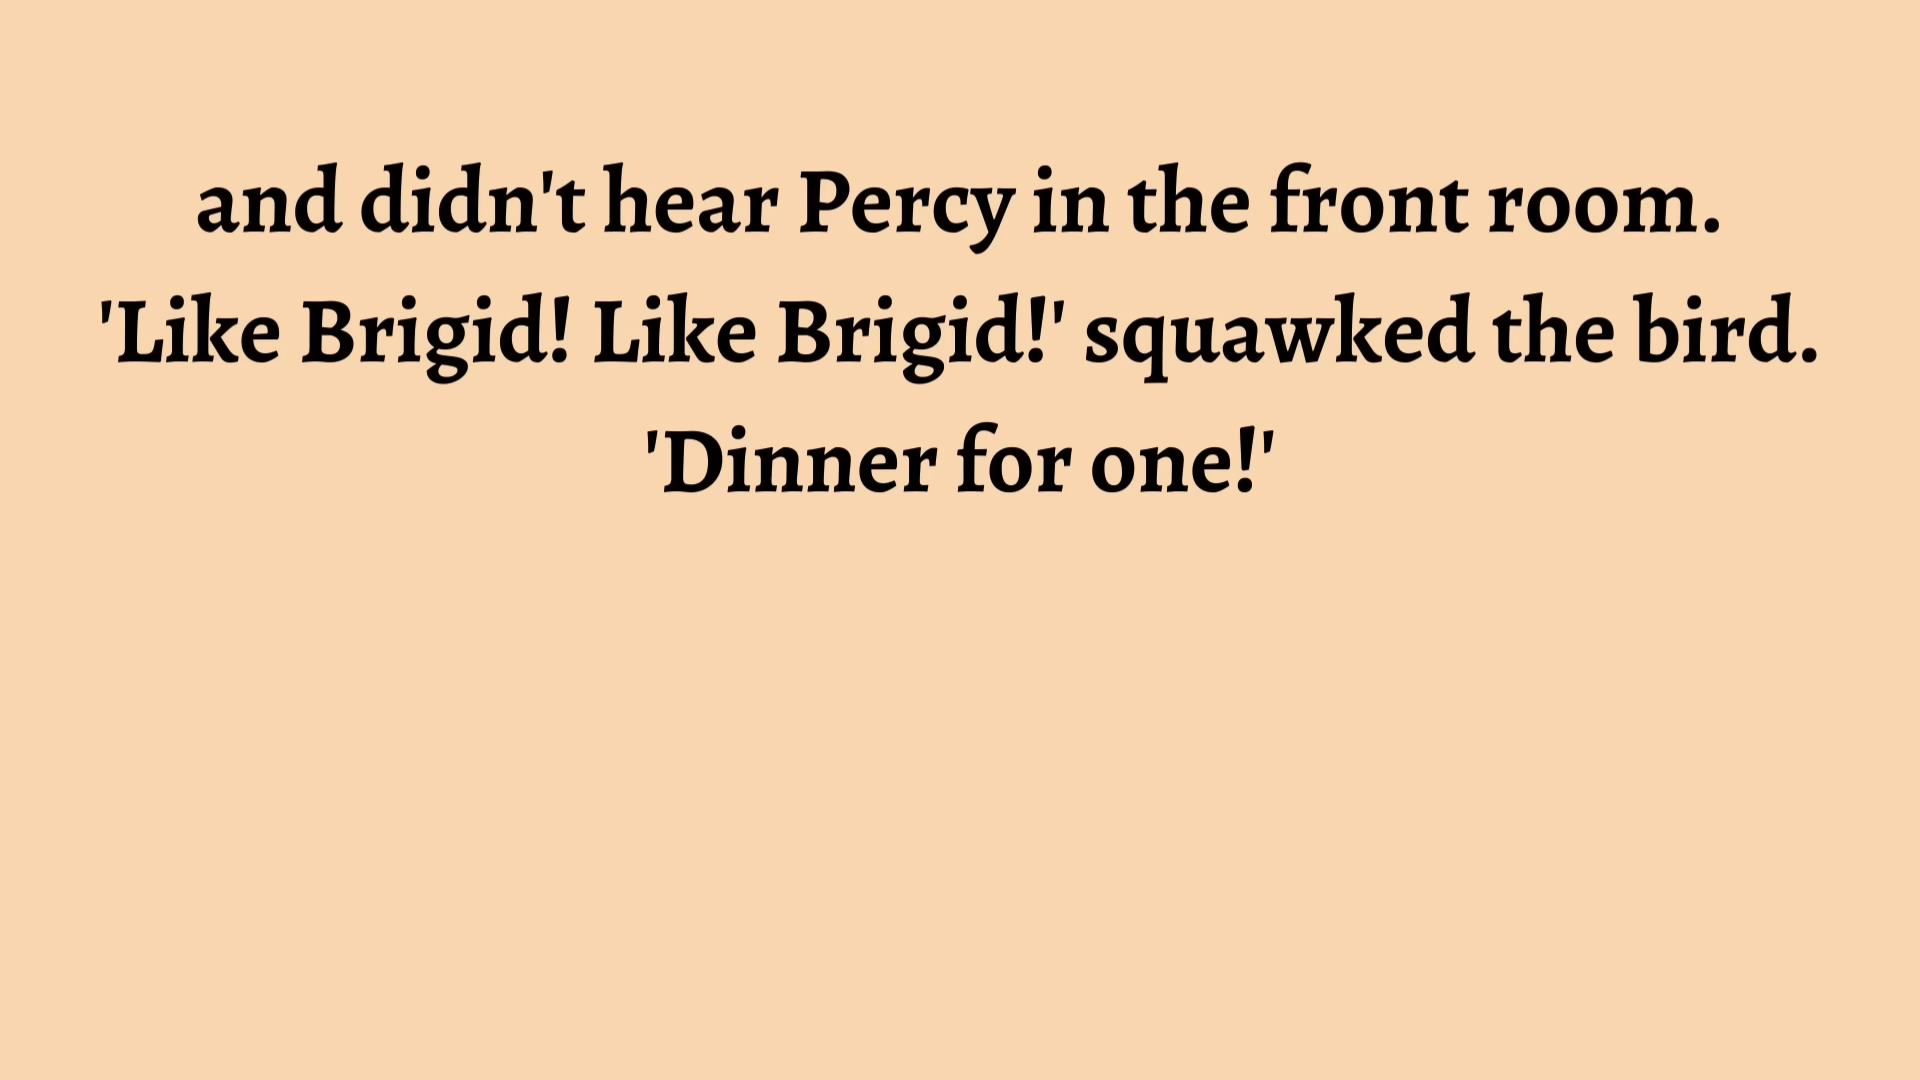 and didn't hear Percy in the front room.
'Like Brigid! Like Brigid!' squawked the bird.
'Dinner for one!'